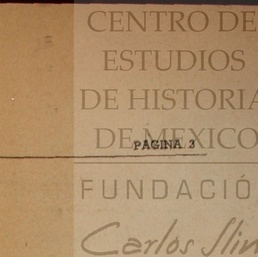 CENTRO DE
ESTUDIOS
DE HISTORIA
DE MEXICO
PAGINA 3
FUNDACIÓ
Carlos Slim